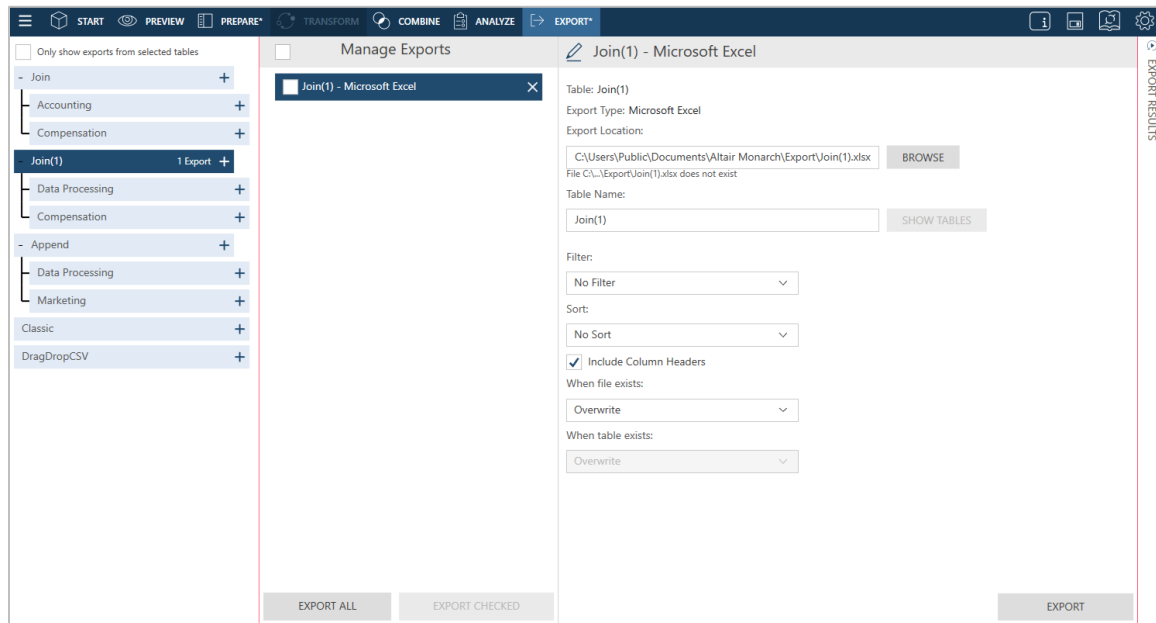 START PREVIEW PREPARE* TRANSFORM COMBINE ANALYZE EXPORT*
Only show exports from selected tables
- Join +
Accounting +
Compensation +
- Join(1) 1 Export +
Data Processing +
Compensation +
- Append +
Data Processing +
Marketing +
Classic +
DragDropCSV +
Manage Exports
Join(1) - Microsoft Excel
EXPORT ALL EXPORT CHECKED
Join(1) - Microsoft Excel
Table: Join(1)
Export Type: Microsoft Excel
Export Location:
C:\Users\Public\Documents\Altair Monarch\Export\Join(1).xlsx BROWSE
File C:\...\Export\Join(1).xlsx does not exist
Table Name:
Join(1) SHOW TABLES
Filter:
No Filter
Sort:
No Sort
Include Column Headers
When file exists:
Overwrite
When table exists:
Overwrite
EXPORT
EXPORT RESULTS